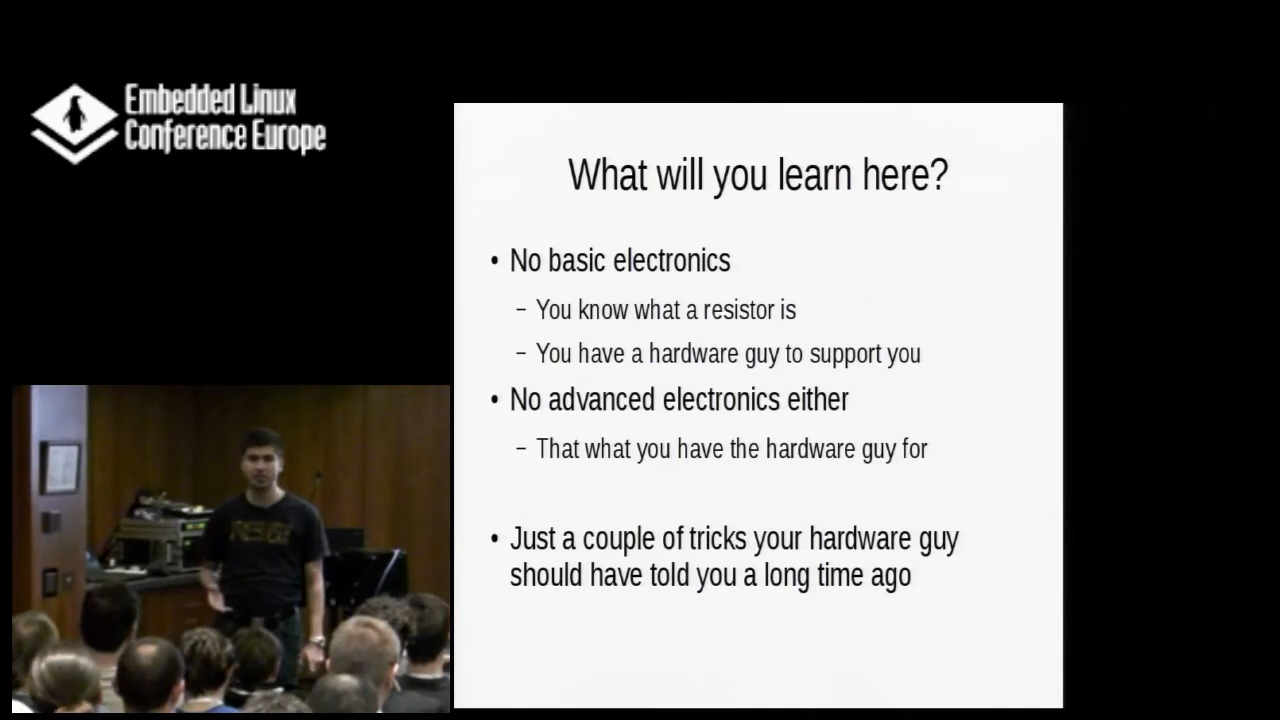 Embedded Linux
Conference Europe
What will you learn here?
• No basic electronics
– You know what a resistor is
– You have a hardware guy to support you
• No advanced electronics either
– That what you have the hardware guy for
• Just a couple of tricks your hardware guy
should have told you a long time ago